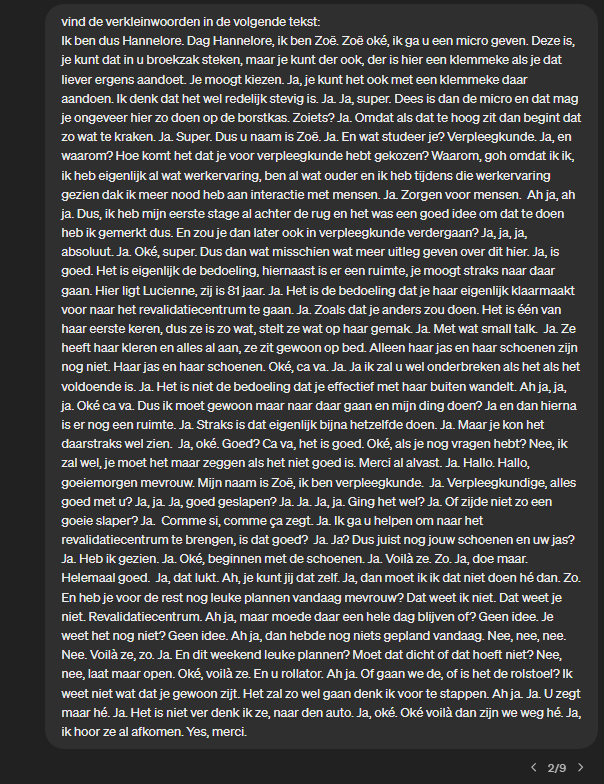 vind de verkleinwoorden in de volgende tekst:
Ik ben dus Hannelore. Dag Hannelore, ik ben Zoë. Zoë oké, ik ga u een micro geven. Deze is,
je kunt dat in u broekzak steken, maar je kunt der ook, der is hier een klemmeke als je dat
liever ergens aandoet. Je moogt kiezen. Ja, je kunt het ook met een klemmeke daar
aandoen. Ik denk dat het wel redelijk stevig is. Ja. Ja, super. Dees is dan de micro en dat mag
je ongeveer hier zo doen op de borstkas. Zoiets? Ja. Omdat als dat te hoog zit dan begint dat
zo wat te kraken. Ja. Super. Dus u naam is Zoë. Ja. En wat studeer je? Verpleegkunde. Ja, en
waarom? Hoe komt het dat je voor verpleegkunde hebt gekozen? Waarom, goh omdat ik ik,
ik heb eigenlijk al wat werkervaring, ben al wat ouder en ik heb tijdens die werkervaring
gezien dak ik meer nood heb aan interactie met mensen. Ja. Zorgen voor mensen.  Ah ja, ah
ja. Dus, ik heb mijn eerste stage al achter de rug en het was een goed idee om dat te doen
heb ik gemerkt dus. En zou je dan later ook in verpleegkunde verdergaan? Ja, ja, ja,
absoluut. Ja. Oké, super. Dus dan wat misschien wat meer uitleg geven over dit hier. Ja, is
goed. Het is eigenlijk de bedoeling, hiernaast is er een ruimte, je moogt straks naar daar
gaan. Hier ligt Lucienne, zij is 81 jaar. Ja. Het is de bedoeling dat je haar eigenlijk klaarmaakt
voor naar het revalidatiecentrum te gaan. Ja. Zoals dat je anders zou doen. Het is één van
haar eerste keren, dus ze is zo wat, stelt ze wat op haar gemak. Ja. Met wat small talk.  Ja. Ze
heeft haar kleren en alles al aan, ze zit gewoon op bed. Alleen haar jas en haar schoenen zijn
nog niet. Haar jas en haar schoenen. Oké, ca va. Ja. Ja ik zal u wel onderbreken als het als het
voldoende is. Ja. Het is niet de bedoeling dat je effectief met haar buiten wandelt. Ah ja, ja,
ja. Oké ca va. Dus ik moet gewoon maar naar daar gaan en mijn ding doen? Ja en dan hierna
is er nog een ruimte. Ja. Straks is dat eigenlijk bijna hetzelfde doen. Ja. Maar je kon het
daarstraks wel zien.  Ja, oké. Goed? Ca va, het is goed. Oké, als je nog vragen hebt? Nee, ik
zal wel, je moet het maar zeggen als het niet goed is. Merci al alvast. Ja. Hallo. Hallo,
goeiemorgen mevrouw. Mijn naam is Zoë, ik ben verpleegkunde.  Ja. Verpleegkundige, alles
goed met u? Ja, ja. Ja, goed geslapen? Ja. Ja. Ja, ja. Ging het wel? Ja. Of zijde niet zo een
goeie slaper? Ja.  Comme si, comme ça zegt. Ja. Ik ga u helpen om naar het
revalidatiecentrum te brengen, is dat goed?  Ja. Ja? Dus juist nog jouw schoenen en uw jas?
Ja. Heb ik gezien. Ja. Oké, beginnen met de schoenen. Ja. Voilà ze. Zo. Ja, doe maar.
Helemaal goed.  Ja, dat lukt. Ah, je kunt jij dat zelf. Ja, dan moet ik ik dat niet doen hé dan. Zo.
En heb je voor de rest nog leuke plannen vandaag mevrouw? Dat weet ik niet. Dat weet je
niet. Revalidatiecentrum. Ah ja, maar moede daar een hele dag blijven of? Geen idee. Je
weet het nog niet? Geen idee. Ah ja, dan hebde nog niets gepland vandaag. Nee, nee, nee.
Nee. Voilà ze, zo. Ja. En dit weekend leuke plannen? Moet dat dicht of dat hoeft niet? Nee,
nee, laat maar open. Oké, voilà ze. En u rollator. Ah ja. Of gaan we de, of is het de rolstoel? Ik
weet niet wat dat je gewoon zijt. Het zal zo wel gaan denk ik voor te stappen. Ah ja. Ja. U zegt
maar hé. Ja. Het is niet ver denk ik ze, naar den auto. Ja, oké. Oké voilà dan zijn we weg hé. Ja,
ik hoor ze al afkomen. Yes, merci.
2/9